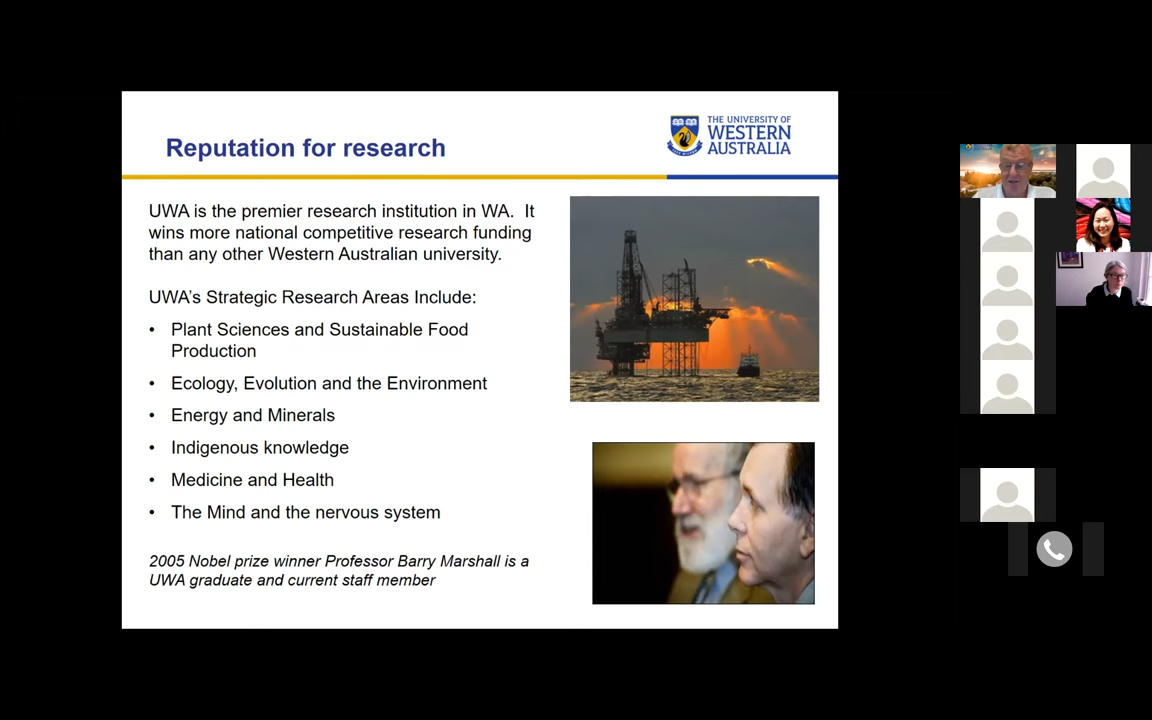 Reputation for research
THE UNIVERSITY OF
WESTERN
AUSTRALIA
UWA is the premier research institution in WA. It
wins more national competitive research funding
than any other Western Australian university.
UWA's Strategic Research Areas Include:
• Plant Sciences and Sustainable Food
Production
• Ecology, Evolution and the Environment
• Energy and Minerals
• Indigenous knowledge
• Medicine and Health
• The Mind and the nervous system
2005 Nobel prize winner Professor Barry Marshall is a
UWA graduate and current staff member